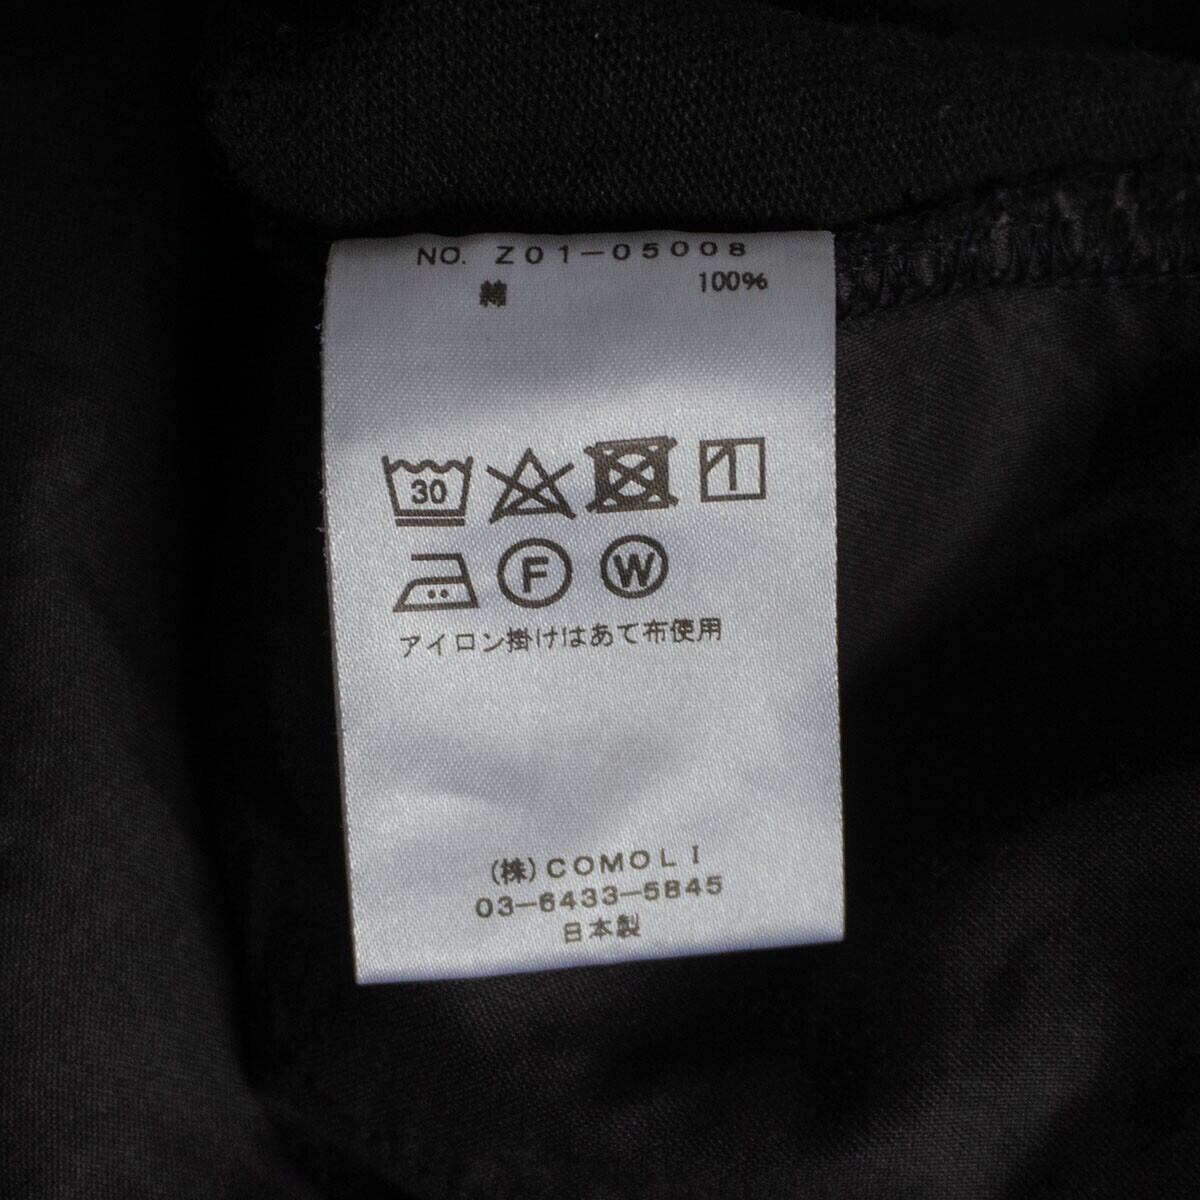 NO. Z01-05008
綿 100%
30
F W
アイロン掛けはあて布使用
(株)COMOLI
03-6433-5845
日本製